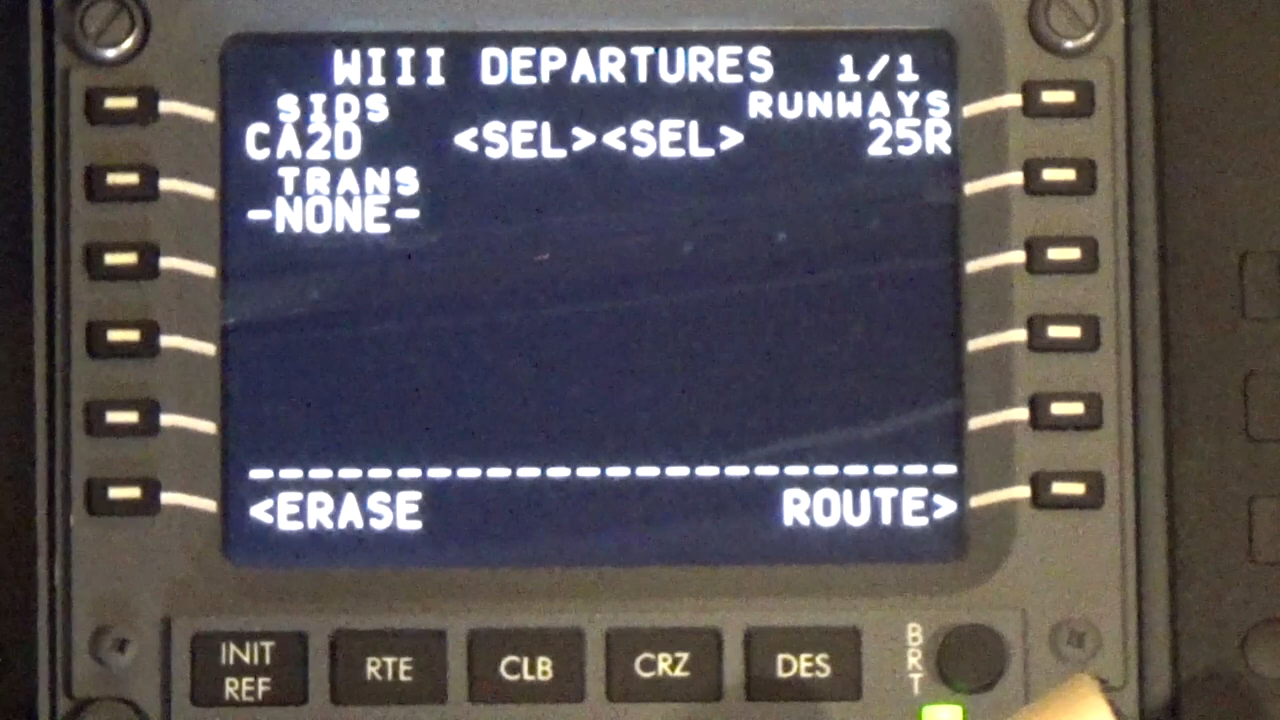 WIII DEPARTURES 1/1
SIDS RUNWAYS
CA2D <SEL><SEL> 25R
TRANS
-NONE-
------------------------
<ERASE ROUTE>
INIT REF RTE CLB CRZ DES BRT